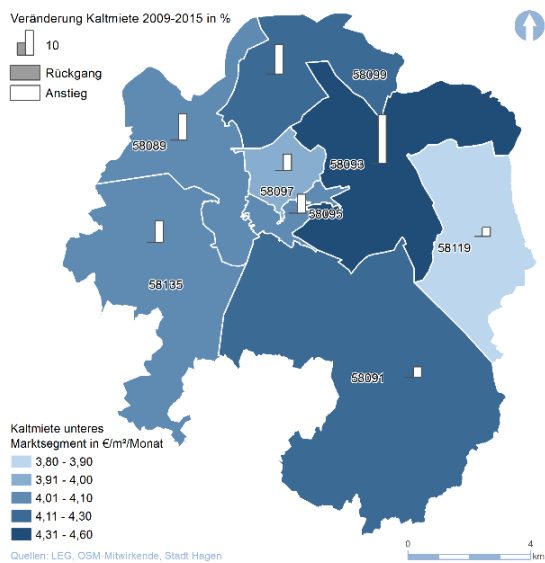 Veränderung Kaltmiete 2009-2015 in %
10
Rückgang
Anstieg
58099
58089
58093
58097
58095
58119
58135
58091
Kaltmiete unteres
Marktsegment in €/m²/Monat
3,80 - 3,90
3,91 - 4,00
4,01 - 4,10
4,11 - 4,30
4,31 - 4,60
Quellen: LEG, OSM-Mitwirkende, Stadt Hagen
0 4
km